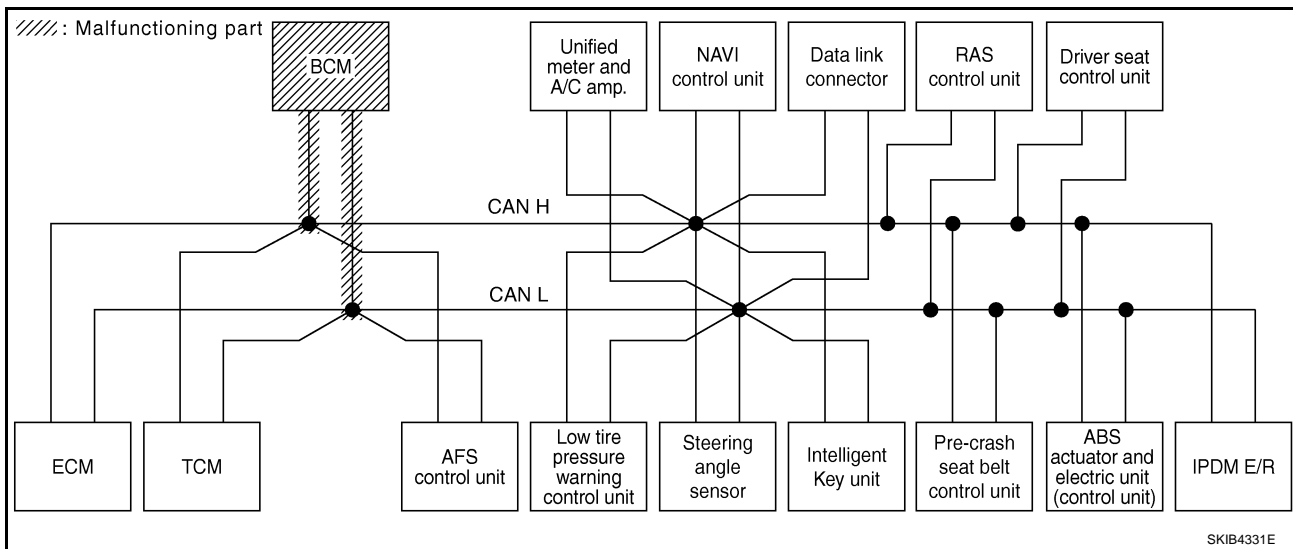 : Malfunctioning part
BCM
Unified
meter and
A/C amp.
NAVI
control unit
Data link
connector
RAS
control unit
Driver seat
control unit
CAN H
CAN L
ECM
TCM
AFS
control unit
Low tire
pressure
warning
control unit
Steering
angle
sensor
Intelligent
Key unit
Pre-crash
seat belt
control unit
ABS
actuator and
electric unit
(control unit)
IPDM E/R
SKIB4331E